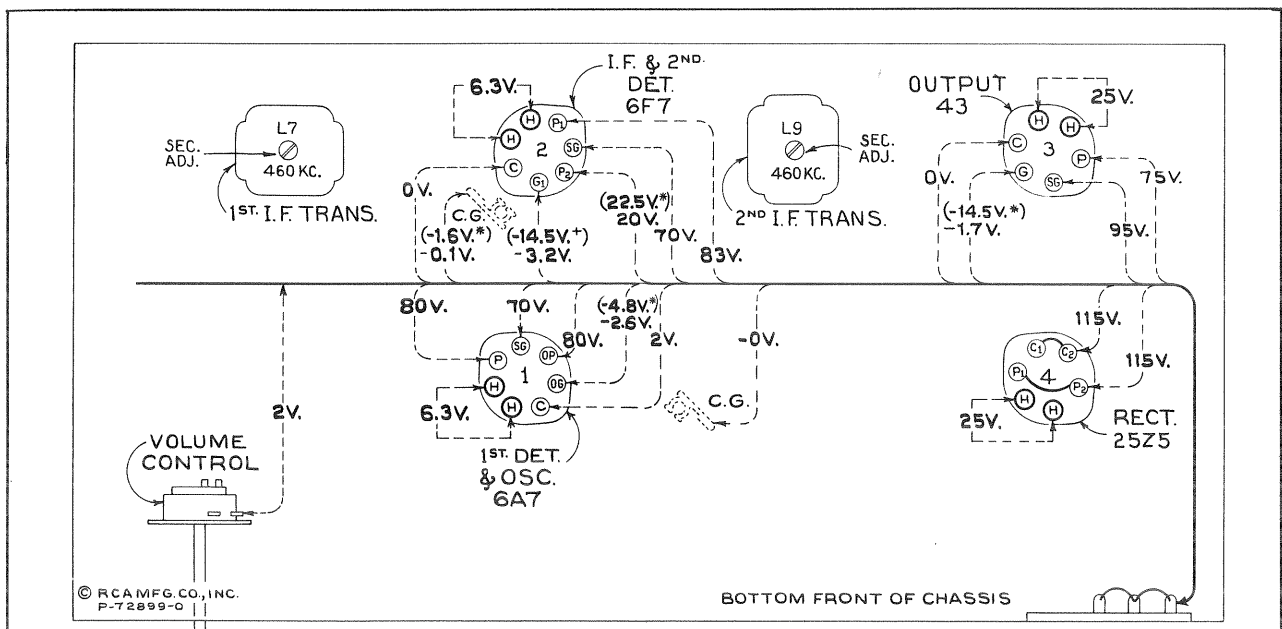 I.F. & 2ND.
DET.
6F7
6.3V.
H
H
P1
SG
P2
G1
C
2
L7
460 KC.
SEC.
ADJ.
1ST. I.F. TRANS.
L9
460 KC.
SEC.
ADJ.
2ND I.F. TRANS.
OUTPUT
43
25V.
H
H
C
G
SG
P
3
0V.
C.G.
(-1.6V.*)
-0.1V.
(-14.5V.+)
-3.2V.
(22.5V.*)
20V.
70V.
83V.
0V.
(-14.5V.*)
-1.7V.
95V.
75V.
80V.
70V.
80V.
(-4.8V.*)
-2.6V.
2V.
-0V.
115V.
115V.
SG
OP
P
1
OG
H
H
C
6.3V.
1ST. DET.
& OSC.
6A7
C.G.
C1
C2
P1
4
P2
H
H
25V.
RECT.
25Z5
2V.
VOLUME
CONTROL
© RCA MFG. CO., INC.
P-72899-0
BOTTOM FRONT OF CHASSIS